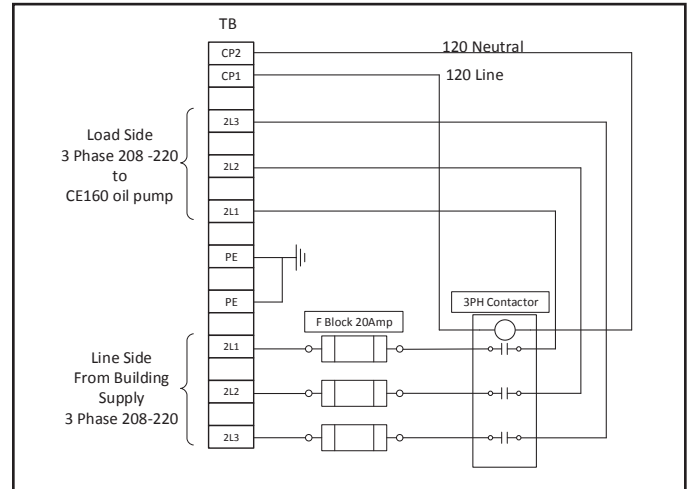 TB
CP2
120 Neutral
CP1
120 Line
2L3
Load Side
3 Phase 208 -220
to
CE160 oil pump
2L2
2L1
PE
PE
3PH Contactor
F Block 20Amp
2L1
Line Side
From Building
Supply
3 Phase 208-220
2L2
2L3